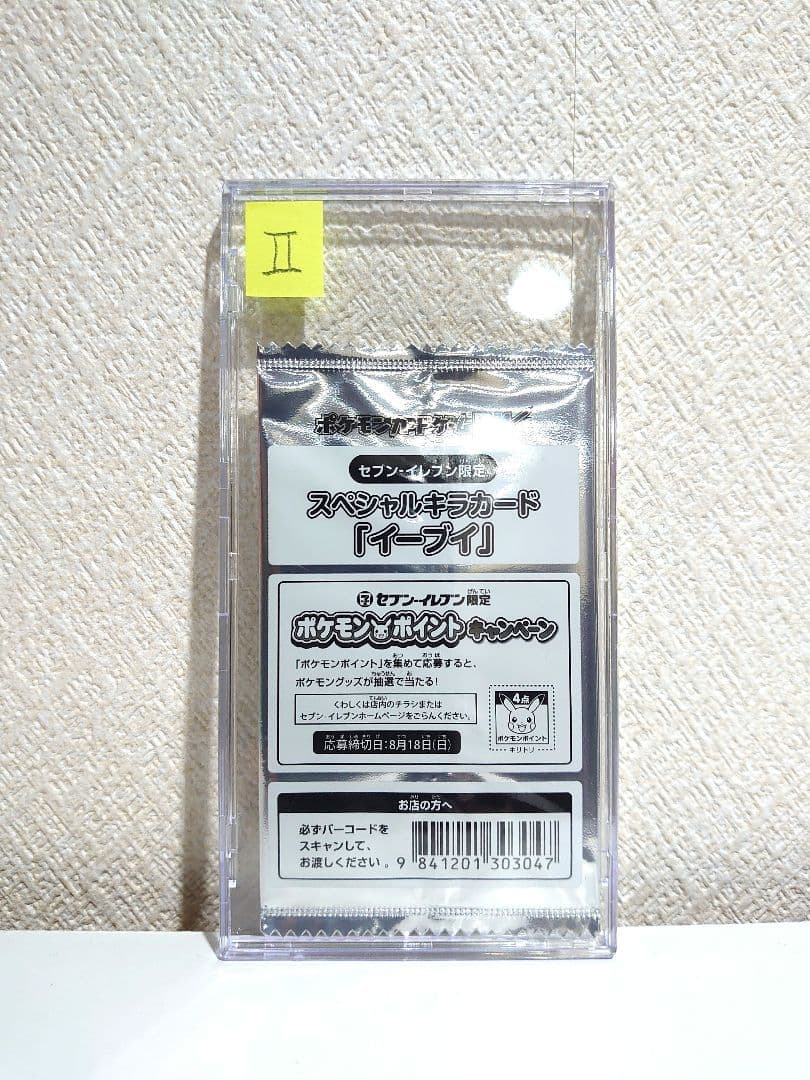 II
ポケモンカードゲーム
セブン-イレブン限定
スペシャルキラカード
「イーブイ」
セブン-イレブン限定
ポケモンポイントキャンペーン
「ポケモンポイント」を集めて応募すると、
ポケモングッズが抽選で当たる!
くわしくは店内のチラシまたは
セブン-イレブンホームページをごらんください。
応募締切日:8月18日(日)
4点
ポケモンポイント
キリトリ
お店の方へ
必ずバーコードを
スキャンして、
お渡しください。
9 841201 303047